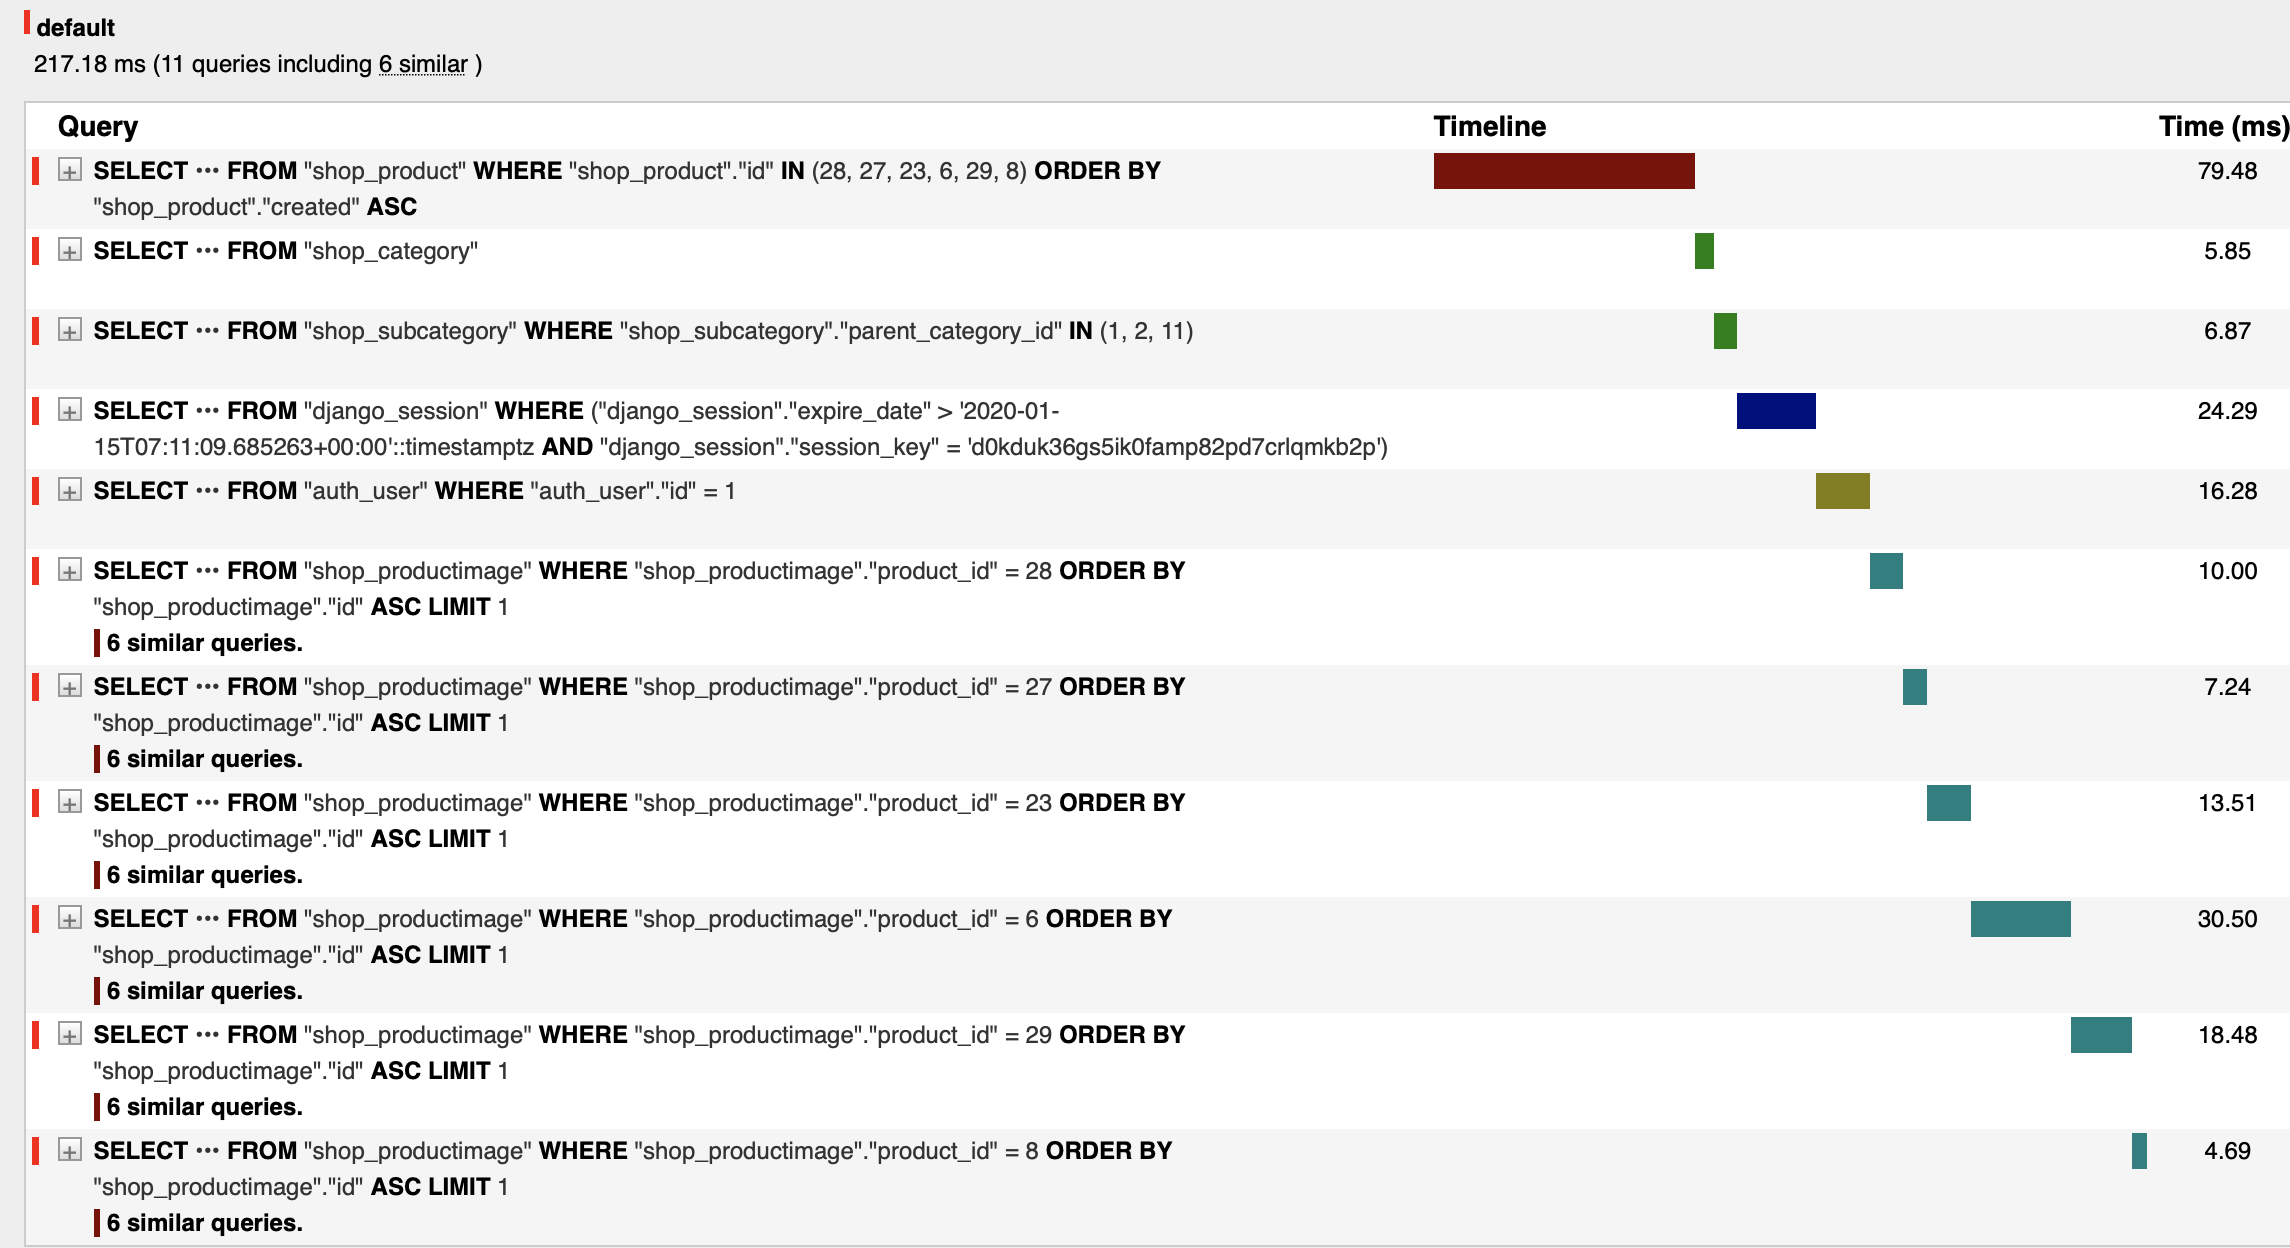 default
217.18 ms (11 queries including 6 similar )
Query Timeline Time (ms)
SELECT ••• FROM "shop_product" WHERE "shop_product"."id" IN (28, 27, 23, 6, 29, 8) ORDER BY 79.48
"shop_product"."created" ASC
SELECT ••• FROM "shop_category" 5.85
SELECT ••• FROM "shop_subcategory" WHERE "shop_subcategory"."parent_category_id" IN (1, 2, 11) 6.87
SELECT ••• FROM "django_session" WHERE ("django_session"."expire_date" > '2020-01- 24.29
15T07:11:09.685263+00:00'::timestamptz AND "django_session"."session_key" = 'd0kduk36gs5ik0famp82pd7crlqmkb2p')
SELECT ••• FROM "auth_user" WHERE "auth_user"."id" = 1 16.28
SELECT ••• FROM "shop_productimage" WHERE "shop_productimage"."product_id" = 28 ORDER BY 10.00
"shop_productimage"."id" ASC LIMIT 1
6 similar queries.
SELECT ••• FROM "shop_productimage" WHERE "shop_productimage"."product_id" = 27 ORDER BY 7.24
"shop_productimage"."id" ASC LIMIT 1
6 similar queries.
SELECT ••• FROM "shop_productimage" WHERE "shop_productimage"."product_id" = 23 ORDER BY 13.51
"shop_productimage"."id" ASC LIMIT 1
6 similar queries.
SELECT ••• FROM "shop_productimage" WHERE "shop_productimage"."product_id" = 6 ORDER BY 30.50
"shop_productimage"."id" ASC LIMIT 1
6 similar queries.
SELECT ••• FROM "shop_productimage" WHERE "shop_productimage"."product_id" = 29 ORDER BY 18.48
"shop_productimage"."id" ASC LIMIT 1
6 similar queries.
SELECT ••• FROM "shop_productimage" WHERE "shop_productimage"."product_id" = 8 ORDER BY 4.69
"shop_productimage"."id" ASC LIMIT 1
6 similar queries.